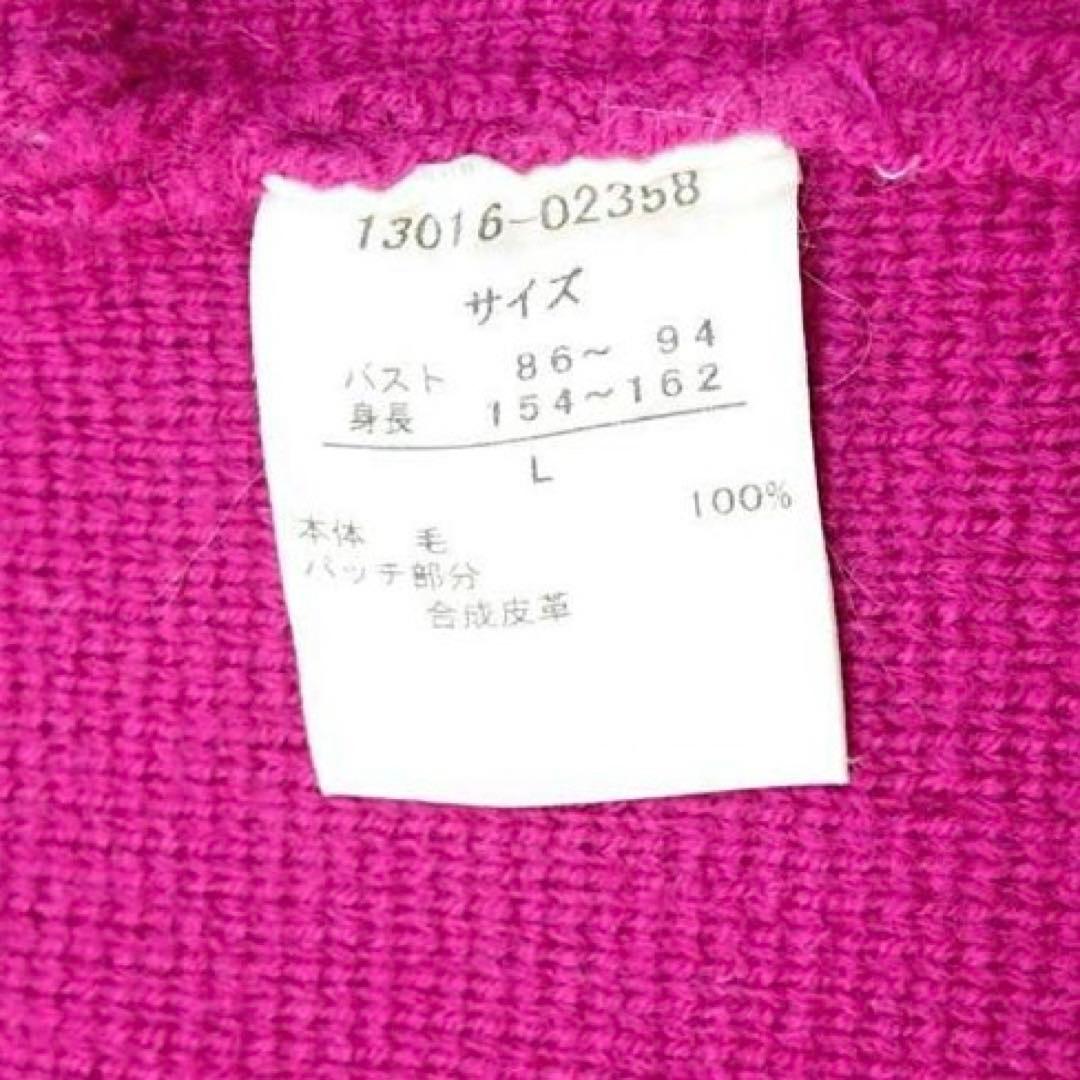 13016-02358
サイズ
バスト 86～ 94
身長 154～162
L
本体 毛 100%
パッチ部分
合成皮革